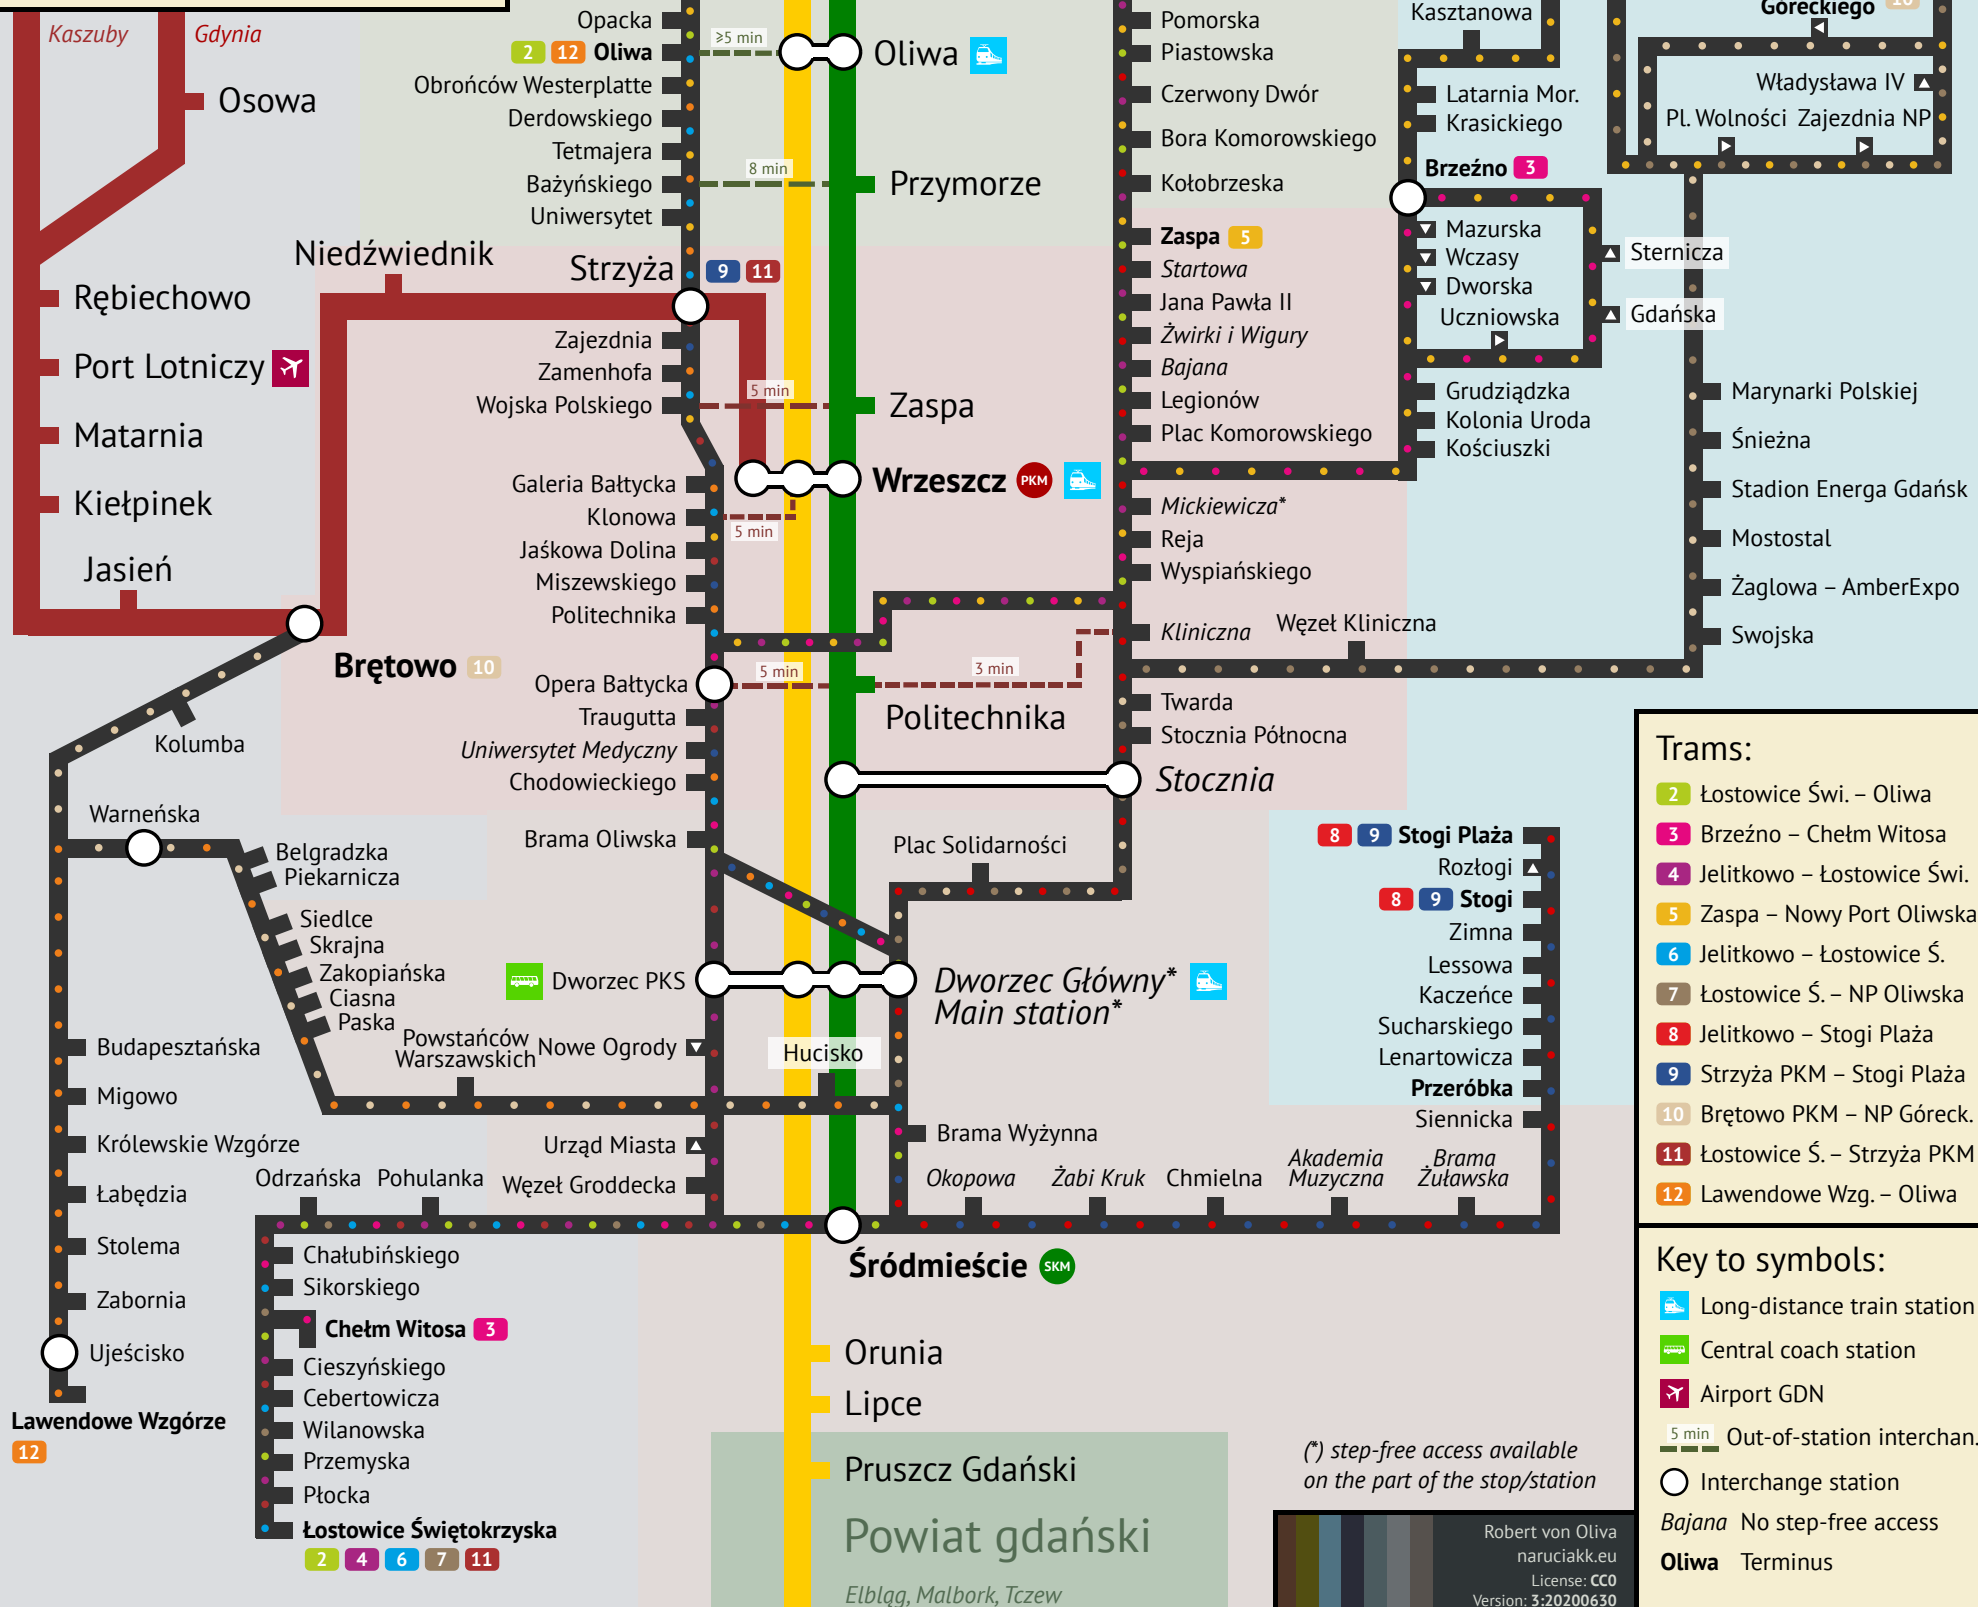 Kaszuby
Gdynia
Osowa
Rębiechowo
Port Lotniczy
Matarnia
Kiełpinek
Jasień
Niedźwiednik
Strzyża
9 11
Brętowo 10
Opacka
2 12 Oliwa
Obrońców Westerplatte
Derdowskiego
Tetmajera
Bażyńskiego
Uniwersytet
Zajezdnia
Zamenhofa
Wojska Polskiego
Galeria Bałtycka
Klonowa
Jaśkowa Dolina
Miszewskiego
Politechnika
Opera Bałtycka
Traugutta
Uniwersytet Medyczny
Chodowieckiego
Brama Oliwska
Dworzec PKS
Nowe Ogrody
Urząd Miasta
Węzeł Groddecka
≥5 min
8 min
5 min
5 min
5 min
3 min
Oliwa
Przymorze
Zaspa
Wrzeszcz PKM
Politechnika
Stocznia
Plac Solidarności
Dworzec Główny*
Main station*
Hucisko
Powstańców
Warszawskich
Brama Wyżynna
Śródmieście SKM
Orunia
Lipce
Pruszcz Gdański
Powiat gdański
Elbląg, Malbork, Tczew
Pomorska
Piastowska
Czerwony Dwór
Bora Komorowskiego
Kołobrzeska
Zaspa 5
Startowa
Jana Pawła II
Żwirki i Wigury
Bajana
Legionów
Plac Komorowskiego
Mickiewicza*
Reja
Wyspiańskiego
Kliniczna
Węzeł Kliniczna
Twarda
Stocznia Północna
Kasztanowa
Latarnia Mor.
Krasickiego
Brzeźno 3
Mazurska
Wczasy
Dworska
Uczniowska
Sternicza
Gdańska
Grudziądzka
Kolonia Uroda
Kościuszki
Góreckiego 10
Władysława IV
Pl. Wolności
Zajezdnia NP
Marynarki Polskiej
Śnieżna
Stadion Energa Gdańsk
Mostostal
Żaglowa – AmberExpo
Swojska
Kolumba
Warneńska
Belgradzka
Piekarnicza
Siedlce
Skrajna
Zakopiańska
Ciasna
Paska
Budapesztańska
Migowo
Królewskie Wzgórze
Łabędzia
Stolema
Zabornia
Ujeścisko
Lawendowe Wzgórze
12
Odrzańska
Pohulanka
Chałubińskiego
Sikorskiego
Chełm Witosa 3
Cieszyńskiego
Cebertowicza
Wilanowska
Przemyska
Płocka
Łostowice Świętokrzyska
2 4 6 7 11
8 9 Stogi Plaża
Rozłogi
8 9 Stogi
Zimna
Lessowa
Kaczeńce
Sucharskiego
Lenartowicza
Przeróbka
Siennicka
Okopowa
Żabi Kruk
Chmielna
Akademia
Muzyczna
Brama
Żuławska
(*) step-free access available
on the part of the stop/station
Robert von Oliva
naruciakk.eu
License: CC0
Version: 3:20200630
Trams:
2 Łostowice Świ. – Oliwa
3 Brzeźno – Chełm Witosa
4 Jelitkowo – Łostowice Świ.
5 Zaspa – Nowy Port Oliwska
6 Jelitkowo – Łostowice Ś.
7 Łostowice Ś. – NP Oliwska
8 Jelitkowo – Stogi Plaża
9 Strzyża PKM – Stogi Plaża
10 Brętowo PKM – NP Góreck.
11 Łostowice Ś. – Strzyża PKM
12 Lawendowe Wzg. – Oliwa
Key to symbols:
Long-distance train station
Central coach station
Airport GDN
5 min Out-of-station interchan.
Interchange station
Bajana No step-free access
Oliwa Terminus